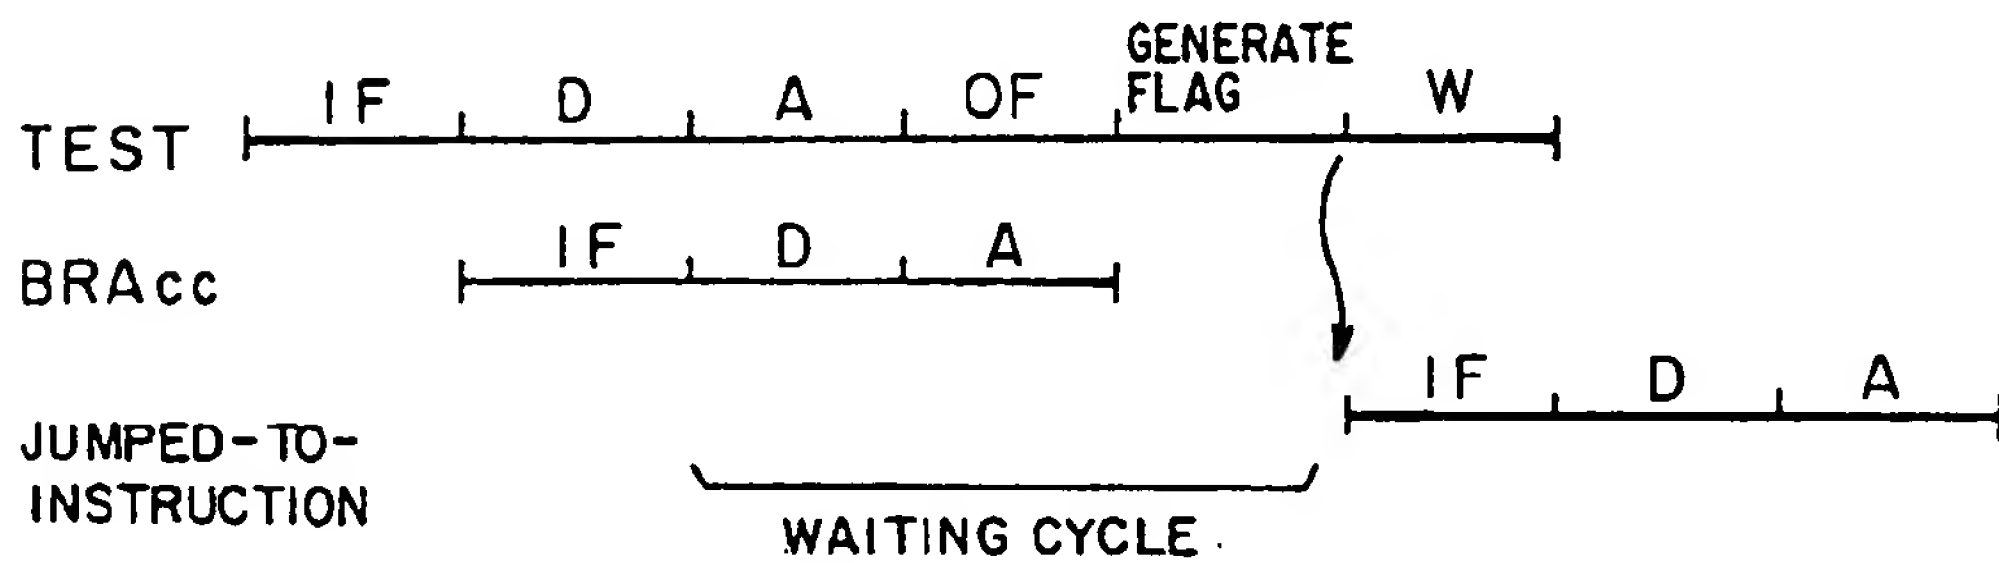 GENERATE
IF D A OF FLAG W
TEST
IF D A
BRAcc
IF D A
JUMPED-TO-
INSTRUCTION
WAITING CYCLE